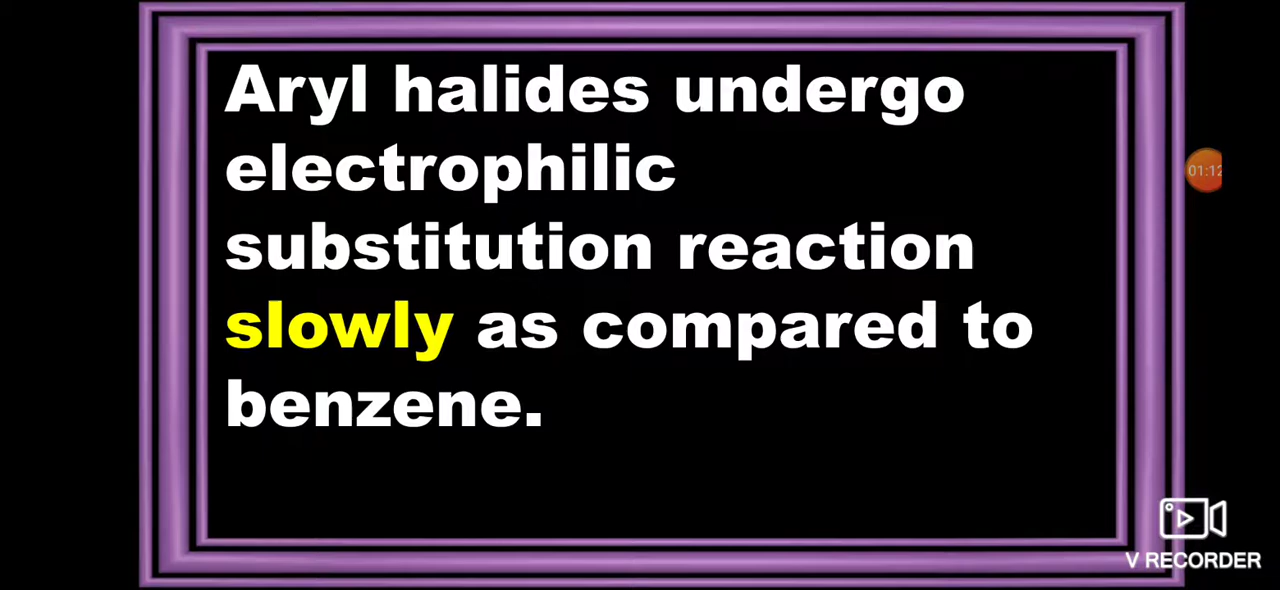 Aryl halides undergo
electrophilic
substitution reaction
slowly as compared to
benzene.
01:12
V RECORDER